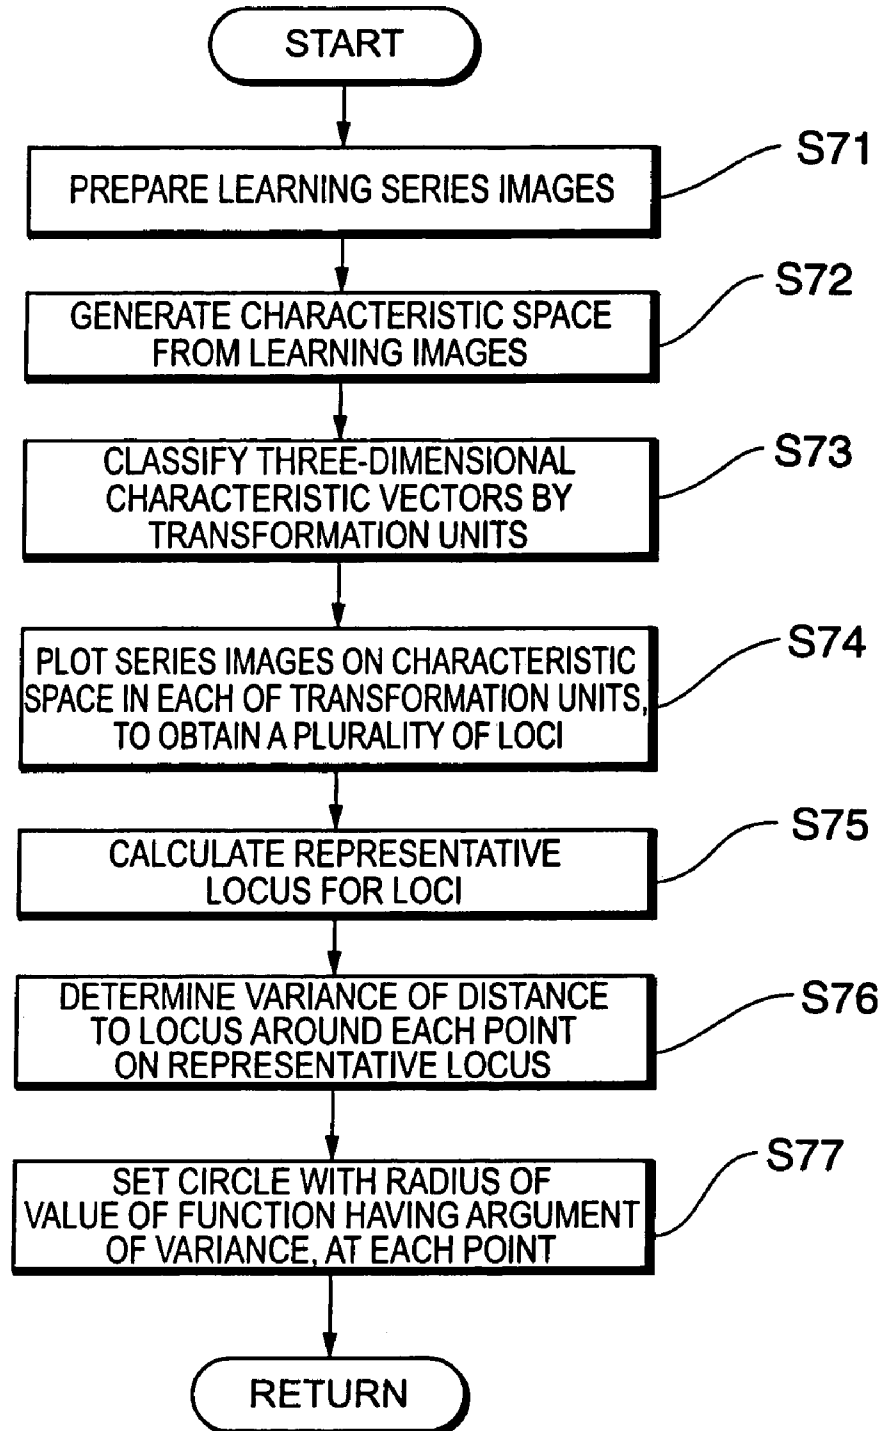 START
S71
PREPARE LEARNING SERIES IMAGES
S72
GENERATE CHARACTERISTIC SPACE
FROM LEARNING IMAGES
S73
CLASSIFY THREE-DIMENSIONAL
CHARACTERISTIC VECTORS BY
TRANSFORMATION UNITS
S74
PLOT SERIES IMAGES ON CHARACTERISTIC
SPACE IN EACH OF TRANSFORMATION UNITS,
TO OBTAIN A PLURALITY OF LOCI
S75
CALCULATE REPRESENTATIVE
LOCUS FOR LOCI
S76
DETERMINE VARIANCE OF DISTANCE
TO LOCUS AROUND EACH POINT
ON REPRESENTATIVE LOCUS
S77
SET CIRCLE WITH RADIUS OF
VALUE OF FUNCTION HAVING ARGUMENT
OF VARIANCE, AT EACH POINT
RETURN